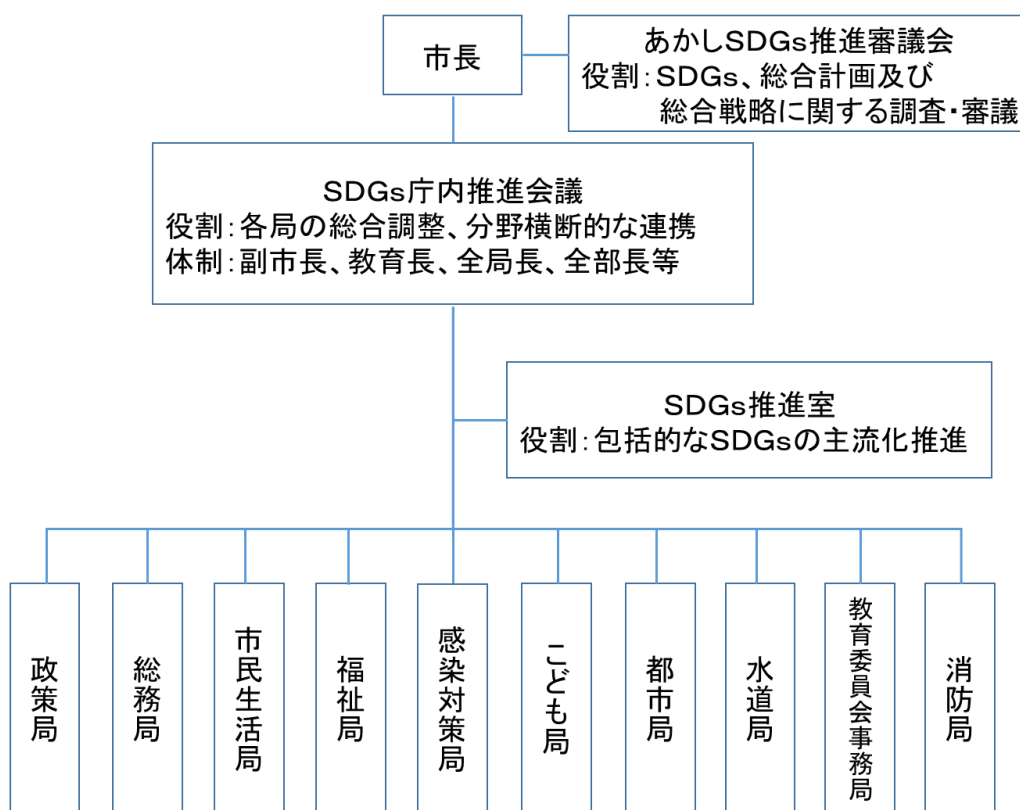 市長
あかしSDGs推進審議会
役割：SDGs、総合計画及び
総合戦略に関する調査・審議
SDGs庁内推進会議
役割：各局の総合調整、分野横断的な連携
体制：副市長、教育長、全局長、全部長等
SDGs推進室
役割：包括的なSDGsの主流化推進
政策局
総務局
市民生活局
福祉局
感染対策局
こども局
都市局
水道局
教育委員会事務局
消防局